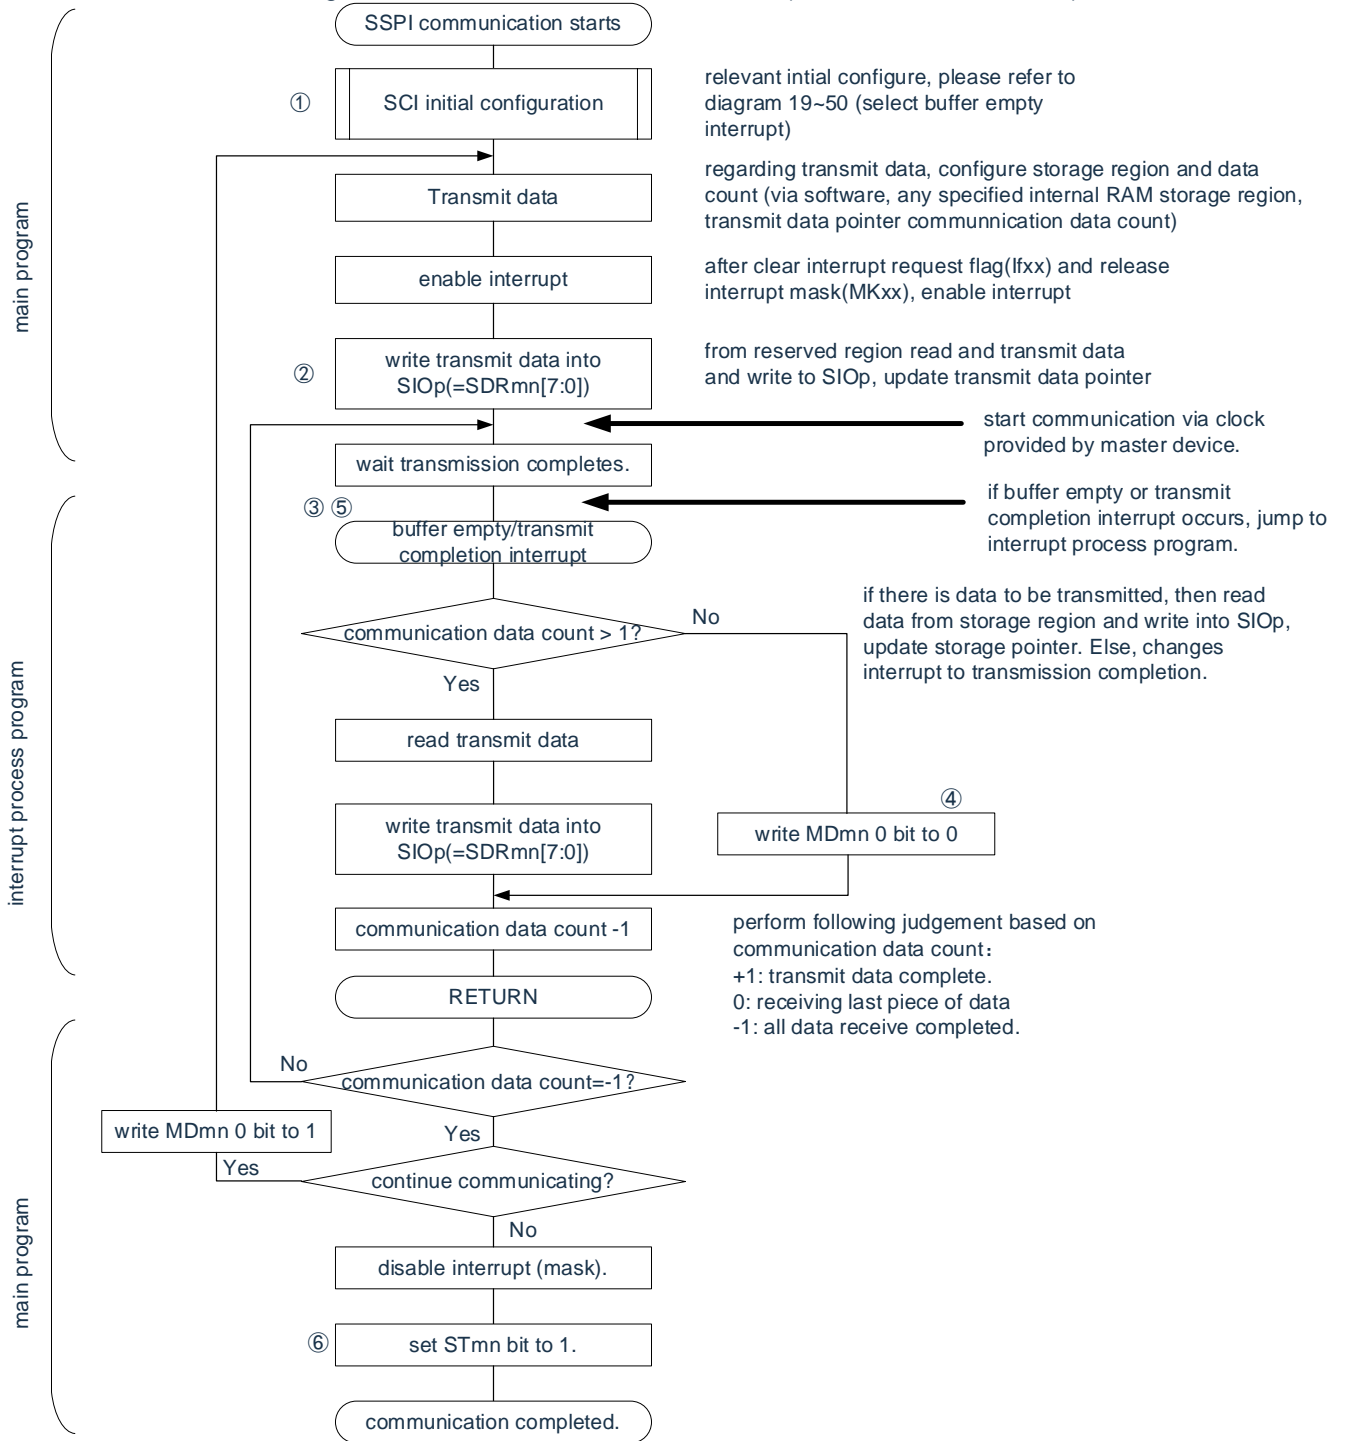 SSPI communication starts
①
SCI initial configuration
relevant intial configure, please refer to
diagram 19~50 (select buffer empty
interrupt)
Transmit data
regarding transmit data, configure storage region and data
count (via software, any specified internal RAM storage region,
transmit data pointer communnication data count)
main program
enable interrupt
after clear interrupt request flag(Ifxx) and release
interrupt mask(MKxx), enable interrupt
②
write transmit data into
SIOp(=SDRmn[7:0])
from reserved region read and transmit data
and write to SIOp, update transmit data pointer
start communication via clock
provided by master device.
wait transmission completes.
③ ⑤
buffer empty/transmit
completion interrupt
if buffer empty or transmit
completion interrupt occurs, jump to
interrupt process program.
communication data count > 1?
No
Yes
if there is data to be transmitted, then read
data from storage region and write into SIOp,
update storage pointer. Else, changes
interrupt to transmission completion.
interrupt process program
read transmit data
write transmit data into
SIOp(=SDRmn[7:0])
④
write MDmn 0 bit to 0
communication data count -1
perform following judgement based on
communication data count：
+1: transmit data complete.
0: receiving last piece of data
-1: all data receive completed.
RETURN
communication data count=-1?
No
Yes
write MDmn 0 bit to 1
continue communicating?
Yes
No
main program
disable interrupt (mask).
⑥
set STmn bit to 1.
communication completed.